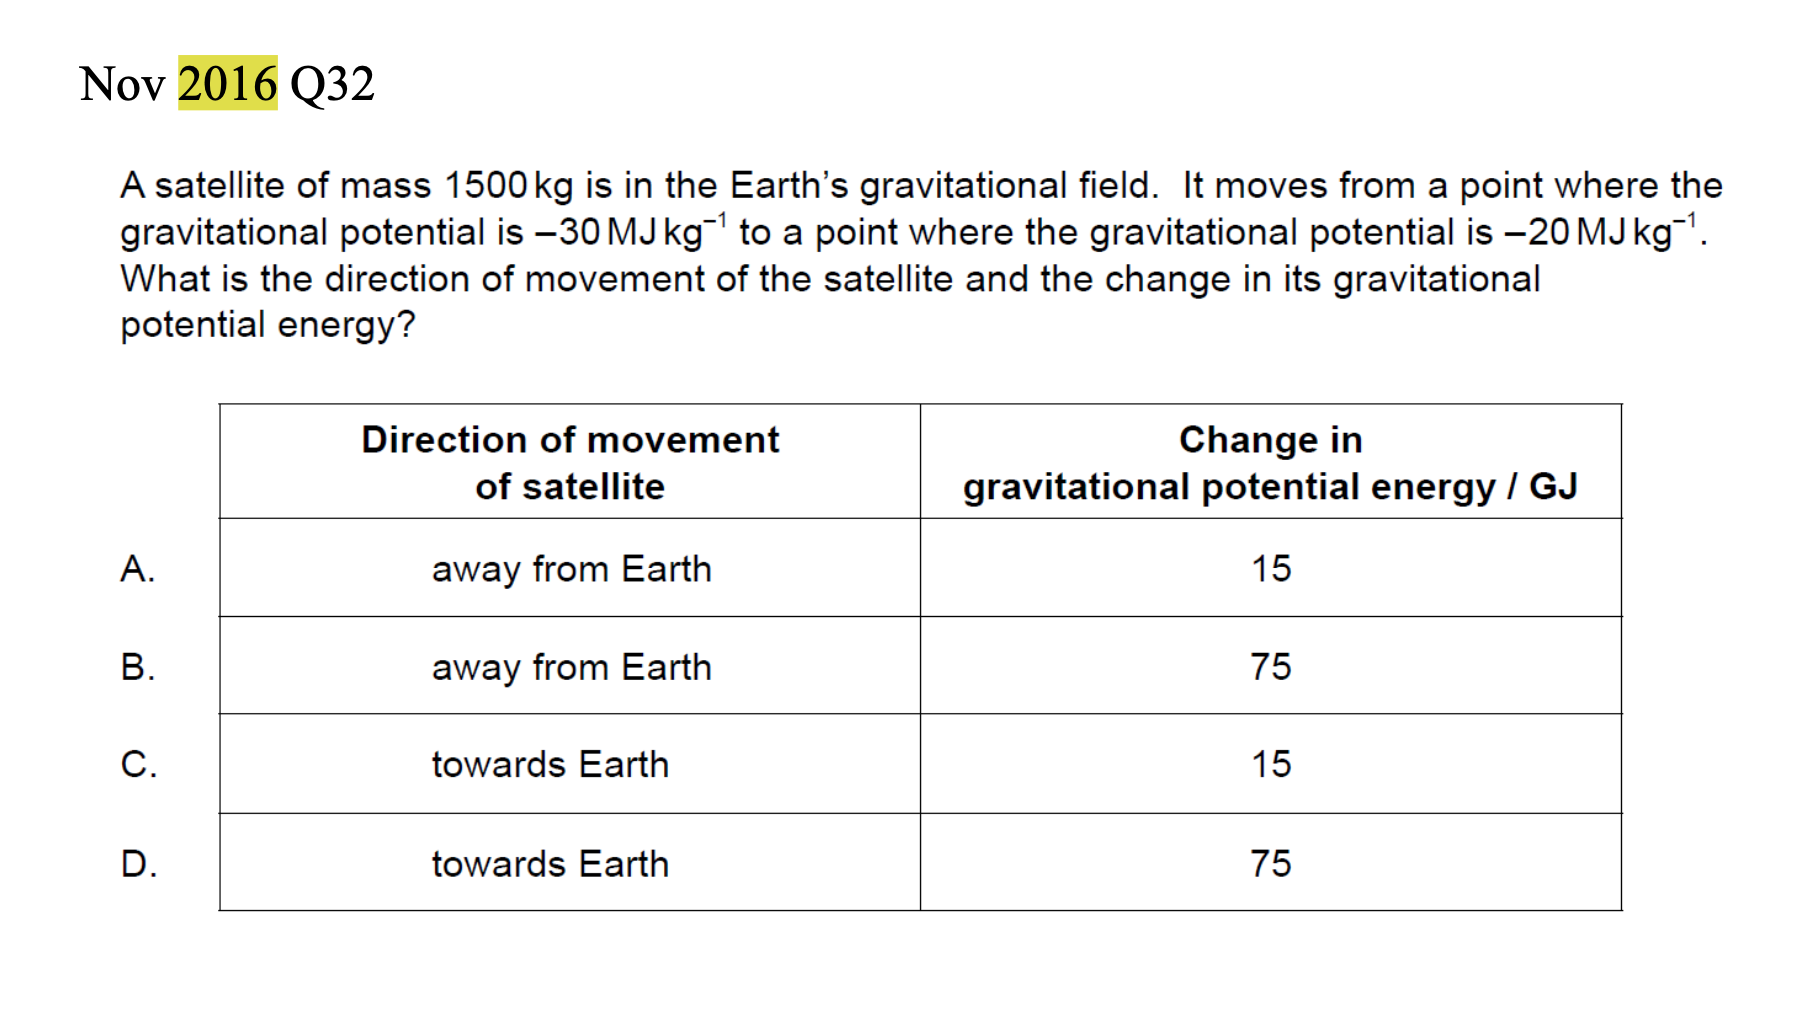 Nov 2016 Q32
A satellite of mass 1500 kg is in the Earth's gravitational field. It moves from a point where the
gravitational potential is –30 MJ kg⁻¹ to a point where the gravitational potential is –20 MJ kg⁻¹.
What is the direction of movement of the satellite and the change in its gravitational
potential energy?
Direction of movement
of satellite
Change in
gravitational potential energy / GJ
A. away from Earth 15
B. away from Earth 75
C. towards Earth 15
D. towards Earth 75